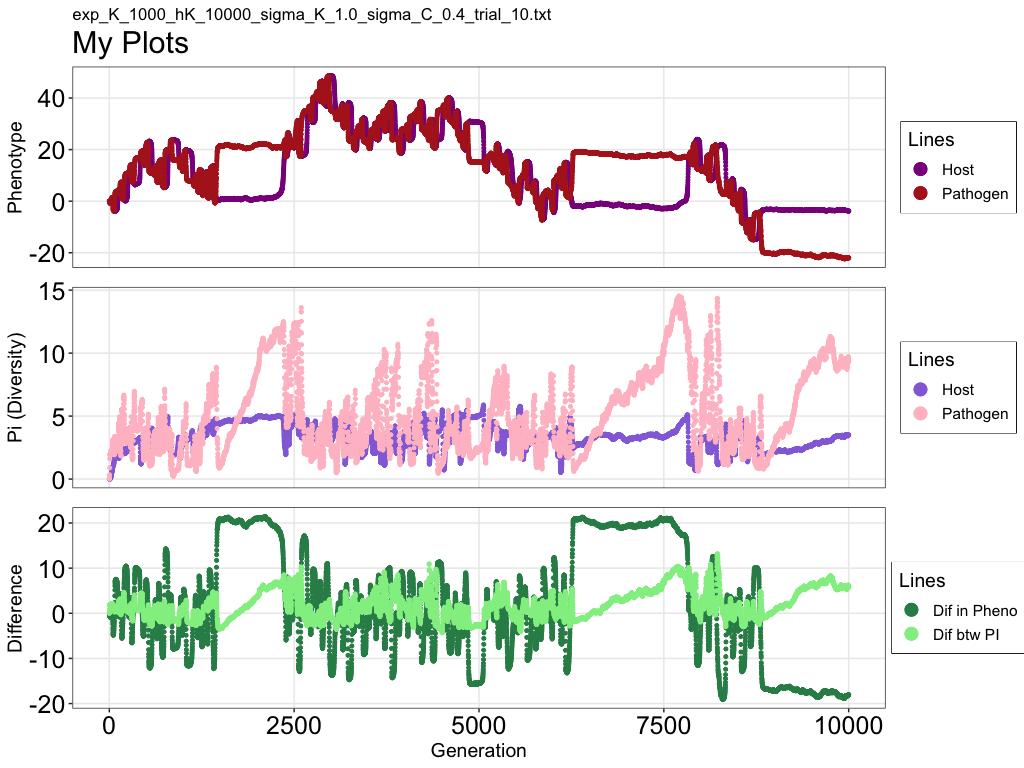 exp_K_1000_hK_10000_sigma_K_1.0_sigma_C_0.4_trial_10.txt
My Plots
Phenotype
40
20
0
-20
Lines
Host
Pathogen
Pi (Diversity)
15
10
5
0
Lines
Host
Pathogen
Difference
20
10
0
-10
-20
Lines
Dif in Pheno
Dif btw PI
0 2500 5000 7500 10000
Generation